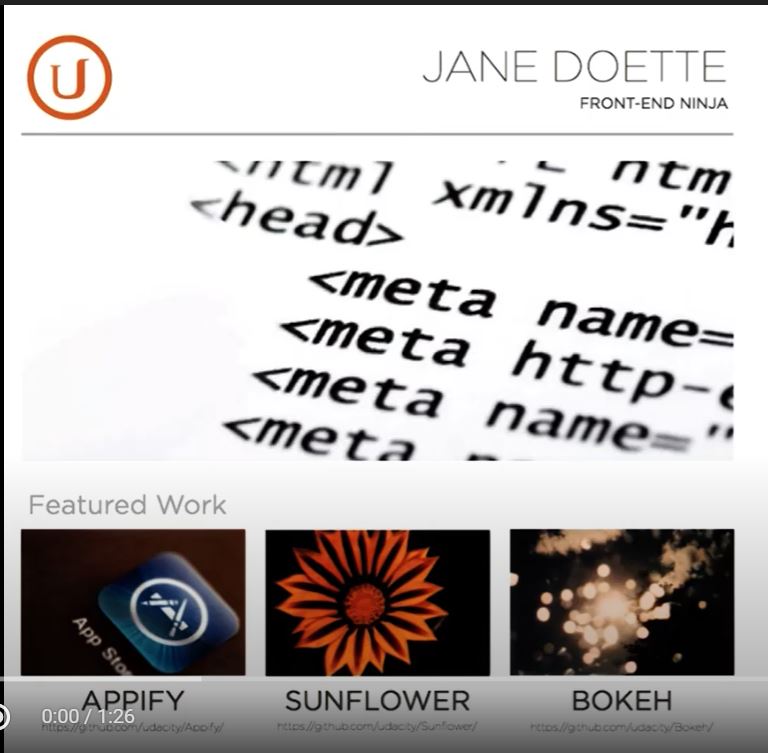 U
JANE DOETTE
FRONT-END NINJA
<html xmlns="h
<head>
<meta name=
<meta http-e
<meta name="
<meta
Featured Work
App Sto
APPIFY
SUNFLOWER
BOKEH
0:00 / 1:26
https://github.com/udacity/Appify/
https://github.com/udacity/Sunflower/
https://github.com/udacity/Bokeh/